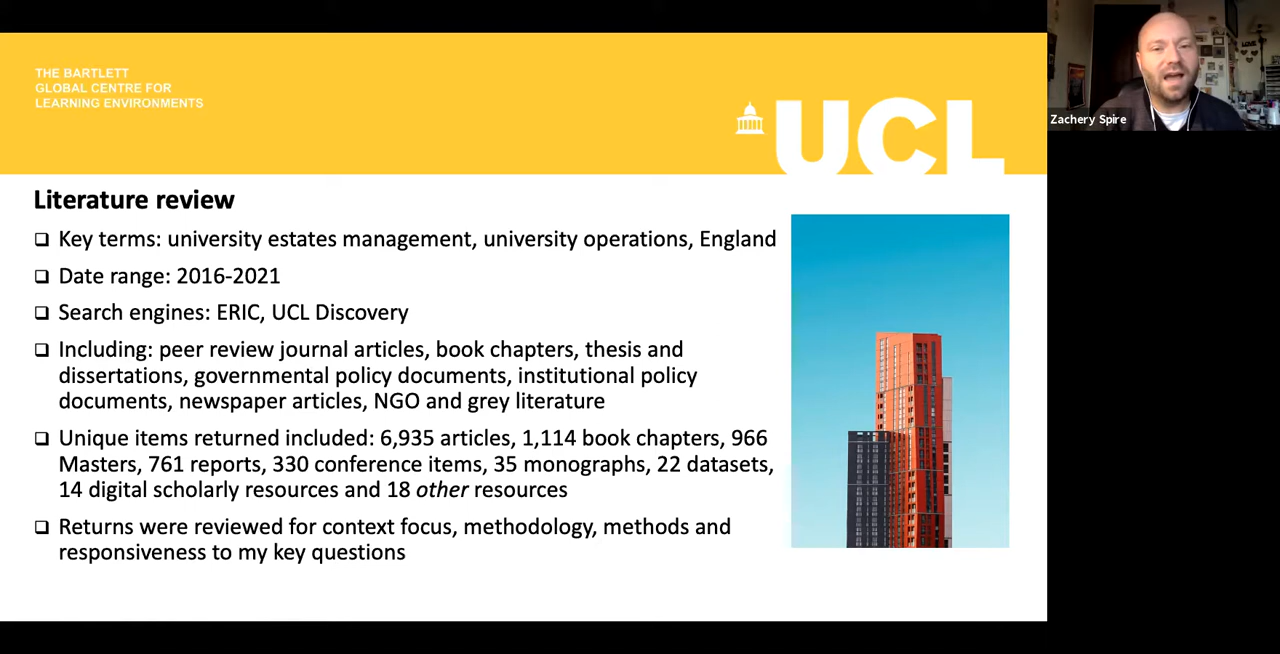 THE BARTLETT
GLOBAL CENTRE FOR
LEARNING ENVIRONMENTS
UCL
Zachery Spire
Literature review
Key terms: university estates management, university operations, England
Date range: 2016-2021
Search engines: ERIC, UCL Discovery
Including: peer review journal articles, book chapters, thesis and
dissertations, governmental policy documents, institutional policy
documents, newspaper articles, NGO and grey literature
Unique items returned included: 6,935 articles, 1,114 book chapters, 966
Masters, 761 reports, 330 conference items, 35 monographs, 22 datasets,
14 digital scholarly resources and 18 other resources
Returns were reviewed for context focus, methodology, methods and
responsiveness to my key questions